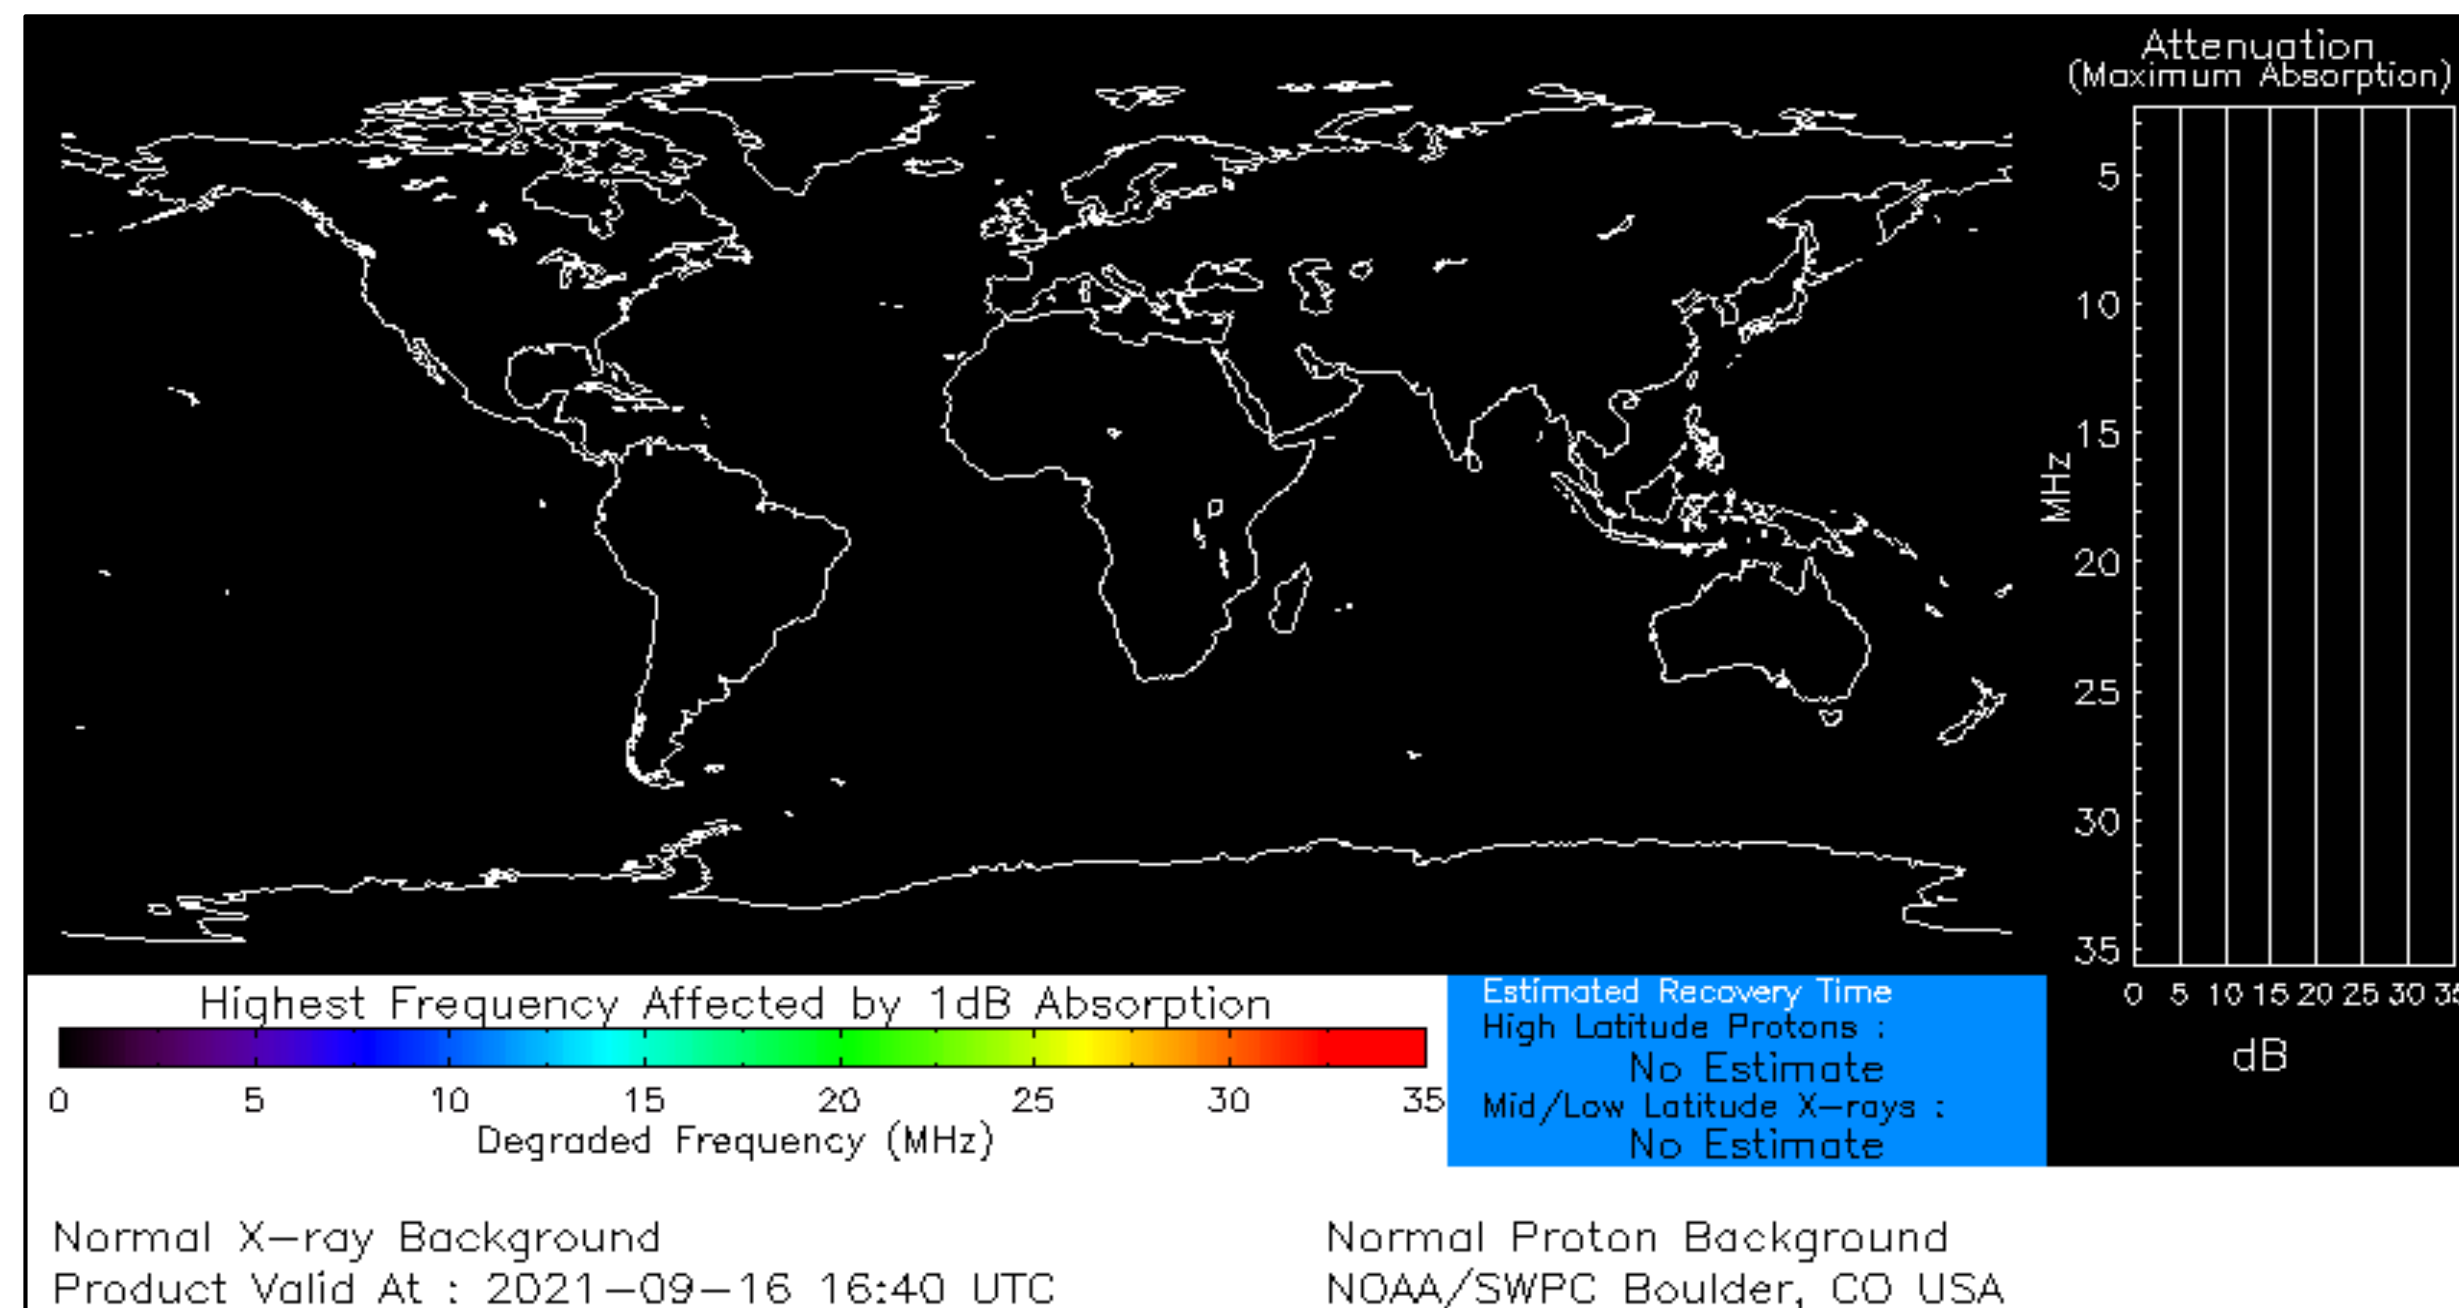 Attenuation
(Maximum Absorption)
5
10
15
20
25
30
35
MHz
0 5 10 15 20 25 30
dB
Highest Frequency Affected by 1dB Absorption
0 5 10 15 20 25 30 35
Degraded Frequency (MHz)
Estimated Recovery Time
High Latitude Protons :
No Estimate
Mid/Low Latitude X-rays :
No Estimate
Normal X-ray Background
Product Valid At : 2021-09-16 16:40 UTC
Normal Proton Background
NOAA/SWPC Boulder, CO USA